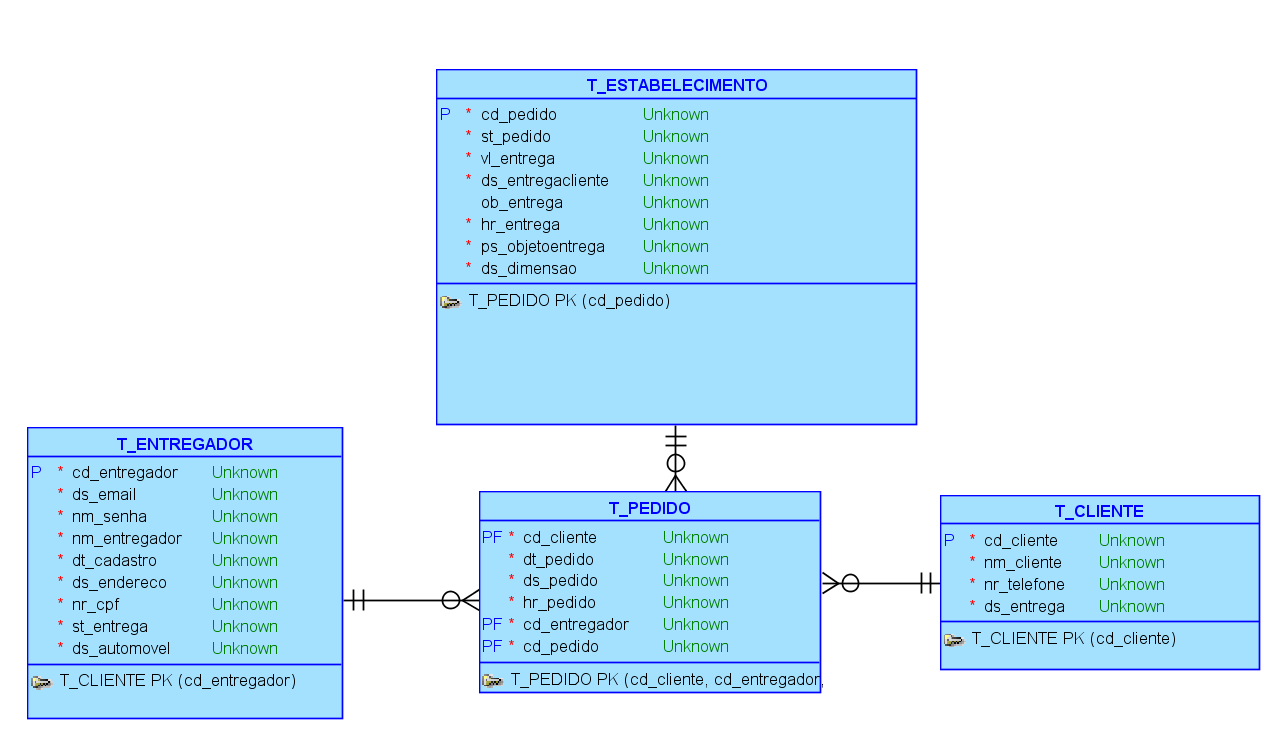 T_ESTABELECIMENTO
P * cd_pedido Unknown
* st_pedido Unknown
* vl_entrega Unknown
* ds_entregacliente Unknown
ob_entrega Unknown
* hr_entrega Unknown
* ps_objetoentrega Unknown
* ds_dimensao Unknown
T_PEDIDO PK (cd_pedido)
T_ENTREGADOR
P * cd_entregador Unknown
* ds_email Unknown
* nm_senha Unknown
* nm_entregador Unknown
* dt_cadastro Unknown
* ds_endereco Unknown
* nr_cpf Unknown
* st_entrega Unknown
* ds_automovel Unknown
T_CLIENTE PK (cd_entregador)
T_PEDIDO
PF * cd_cliente Unknown
* dt_pedido Unknown
* ds_pedido Unknown
* hr_pedido Unknown
PF * cd_entregador Unknown
PF * cd_pedido Unknown
T_PEDIDO PK (cd_cliente, cd_entregador,
T_CLIENTE
P * cd_cliente Unknown
* nm_cliente Unknown
* nr_telefone Unknown
* ds_entrega Unknown
T_CLIENTE PK (cd_cliente)